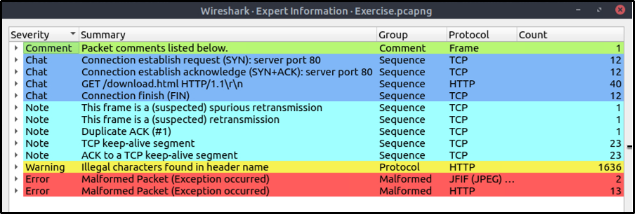 Wireshark · Expert Information · Exercise.pcapng
Severity Summary Group Protocol Count
Comment Packet comments listed below. Comment Frame 1
Chat Connection establish request (SYN): server port 80 Sequence TCP 12
Chat Connection establish acknowledge (SYN+ACK): server port 80 Sequence TCP 12
Chat GET /download.html HTTP/1.1\r\n Sequence HTTP 40
Chat Connection finish (FIN) Sequence TCP 12
Note This frame is a (suspected) spurious retransmission Sequence TCP 1
Note This frame is a (suspected) retransmission Sequence TCP 1
Note Duplicate ACK (#1) Sequence TCP 1
Note TCP keep-alive segment Sequence TCP 23
Note ACK to a TCP keep-alive segment Sequence TCP 23
Warning Illegal characters found in header name Protocol HTTP 1636
Error Malformed Packet (Exception occurred) Malformed JFIF (JPEG) ... 2
Error Malformed Packet (Exception occurred) Malformed HTTP 13